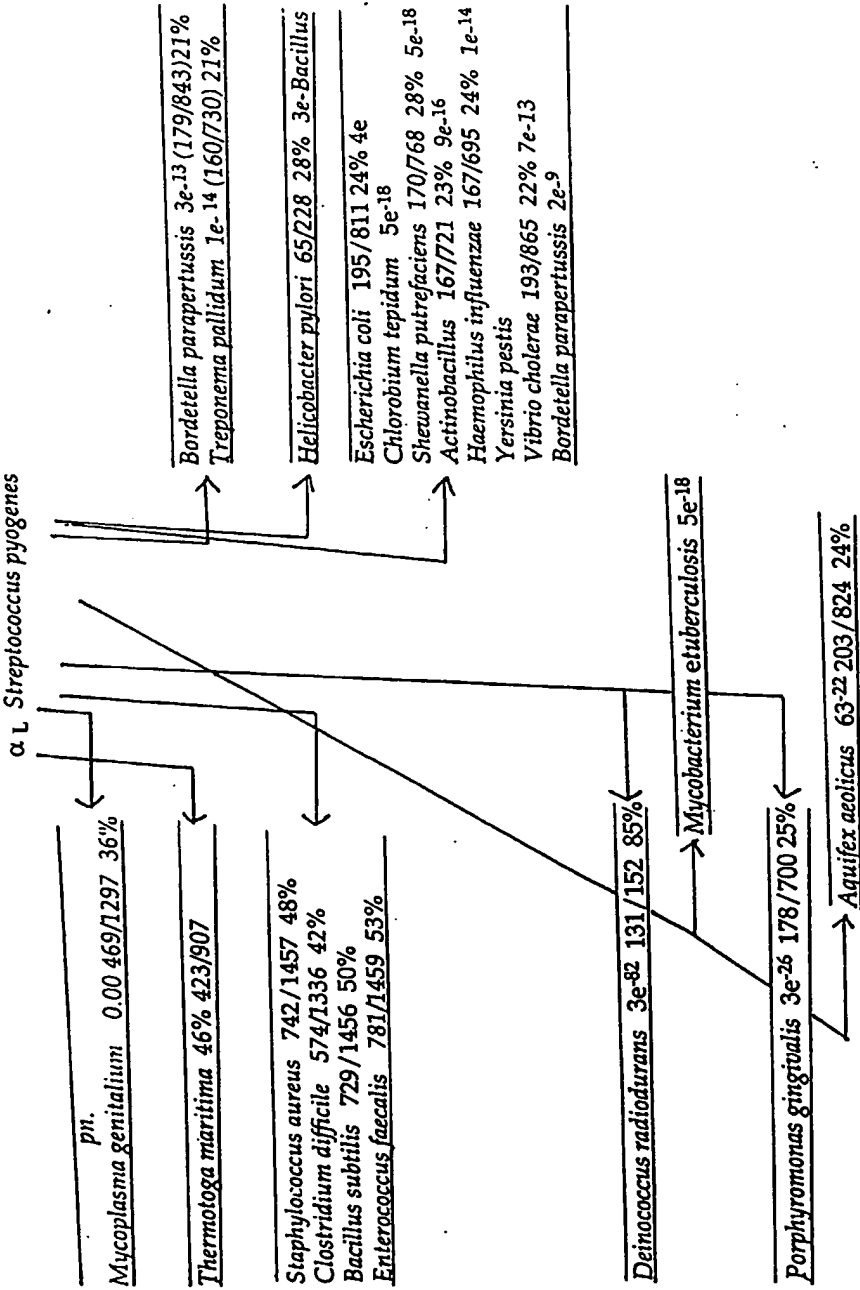 α L Streptococcus pyogenes
pn.
Mycoplasma genitalium 0.00 469/1297 36%
Thermotoga maritima 46% 423/907
Staphylococcus aureus 742/1457 48%
Clostridium difficile 574/1336 42%
Bacillus subtilis 729/1456 50%
Enterococcus faecalis 781/1459 53%
Deinococcus radiodurans 3e-82 131/152 85%
Porphyromonas gingivalis 3e-26 178/700 25%
Bordetella parapertussis 3e-13 (179/843)21%
Treponema pallidum 1e-14 (160/730) 21%
Helicobacter pylori 65/228 28% 3e-Bacillus
Escherichia coli 195/811 24% 4e
Chlorobium tepidum 5e-18
Shewanella putrefaciens 170/768 28% 5e-18
Actinobacillus 167/721 23% 9e-16
Haemophilus influenzae 167/695 24% 1e-14
Yersinia pestis
Vibrio cholerae 193/865 22% 7e-13
Bordetella parapertussis 2e-9
Mycobacterium etuberculosis 5e-18
Aquifex aeolicus 63-22 203/824 24%